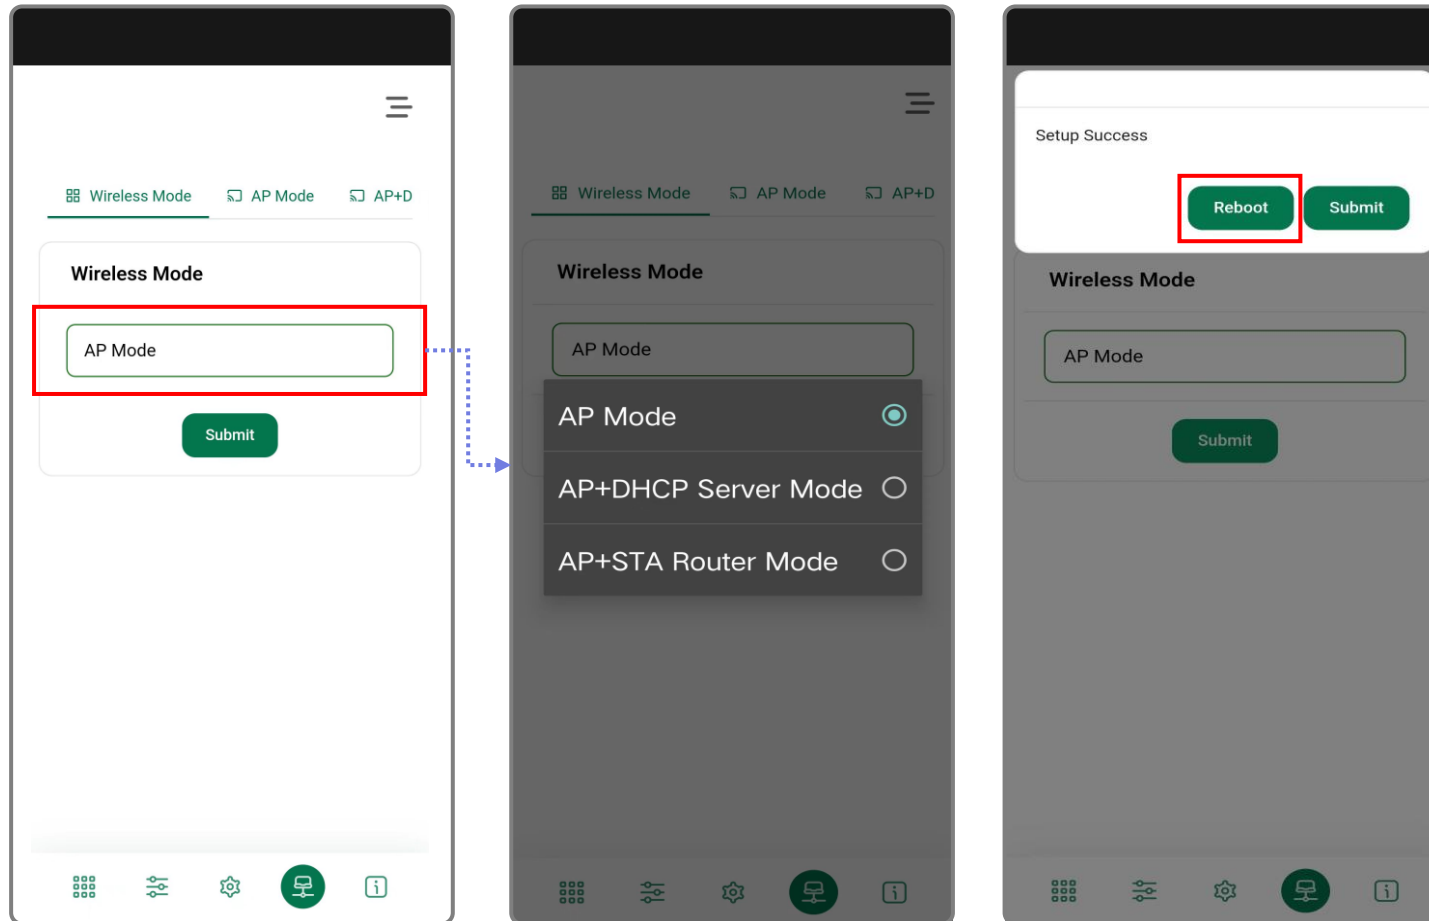 Wireless Mode AP Mode AP+D
Wireless Mode
AP Mode
Submit
Wireless Mode AP Mode AP+D
Wireless Mode
AP Mode
AP Mode
AP+DHCP Server Mode
AP+STA Router Mode
Setup Success
Reboot Submit
Wireless Mode
AP Mode
Submit